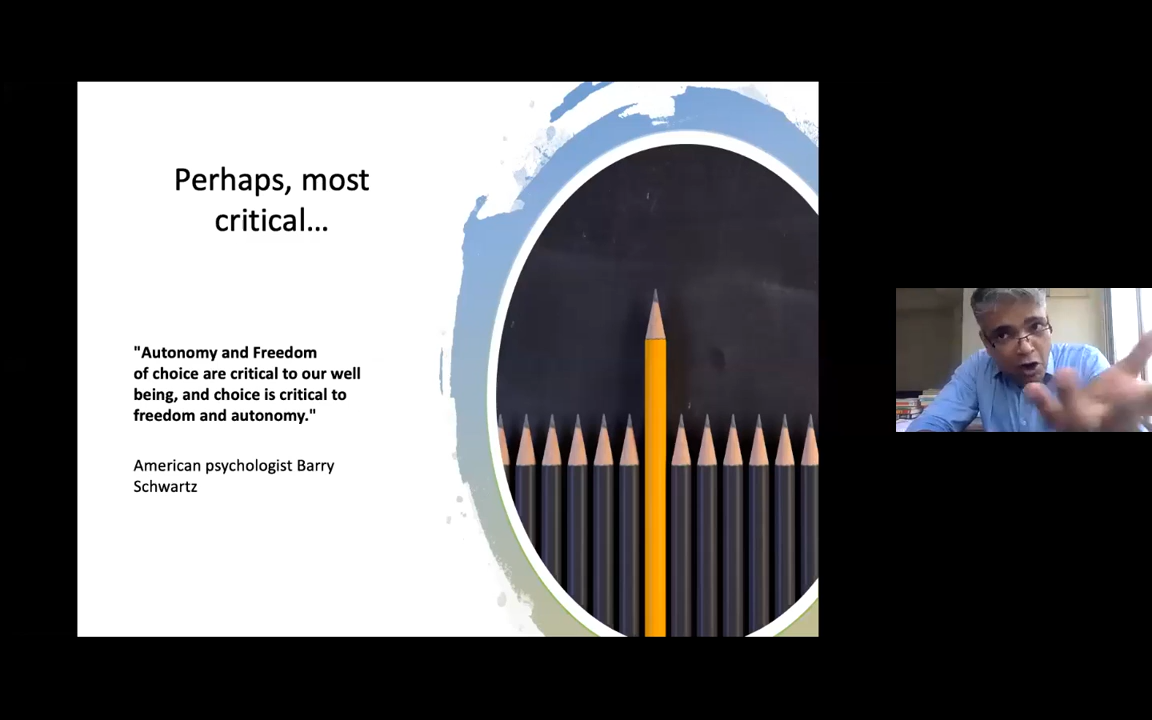 Perhaps, most
critical...
"Autonomy and Freedom
of choice are critical to our well
being, and choice is critical to
freedom and autonomy."
American psychologist Barry
Schwartz